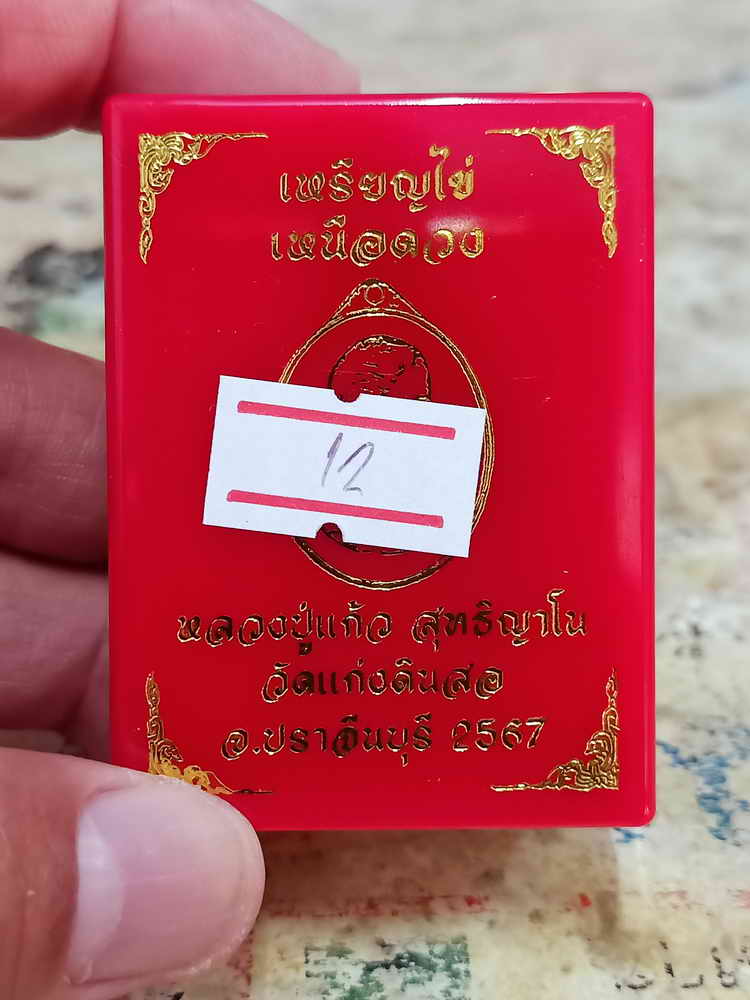 เหรียญไข่
เหนือดวง
12
หลวงปู่แก้ว สุทธิญาโน
วัดแก่งดินสอ
จ.ปราจีนบุรี 2567